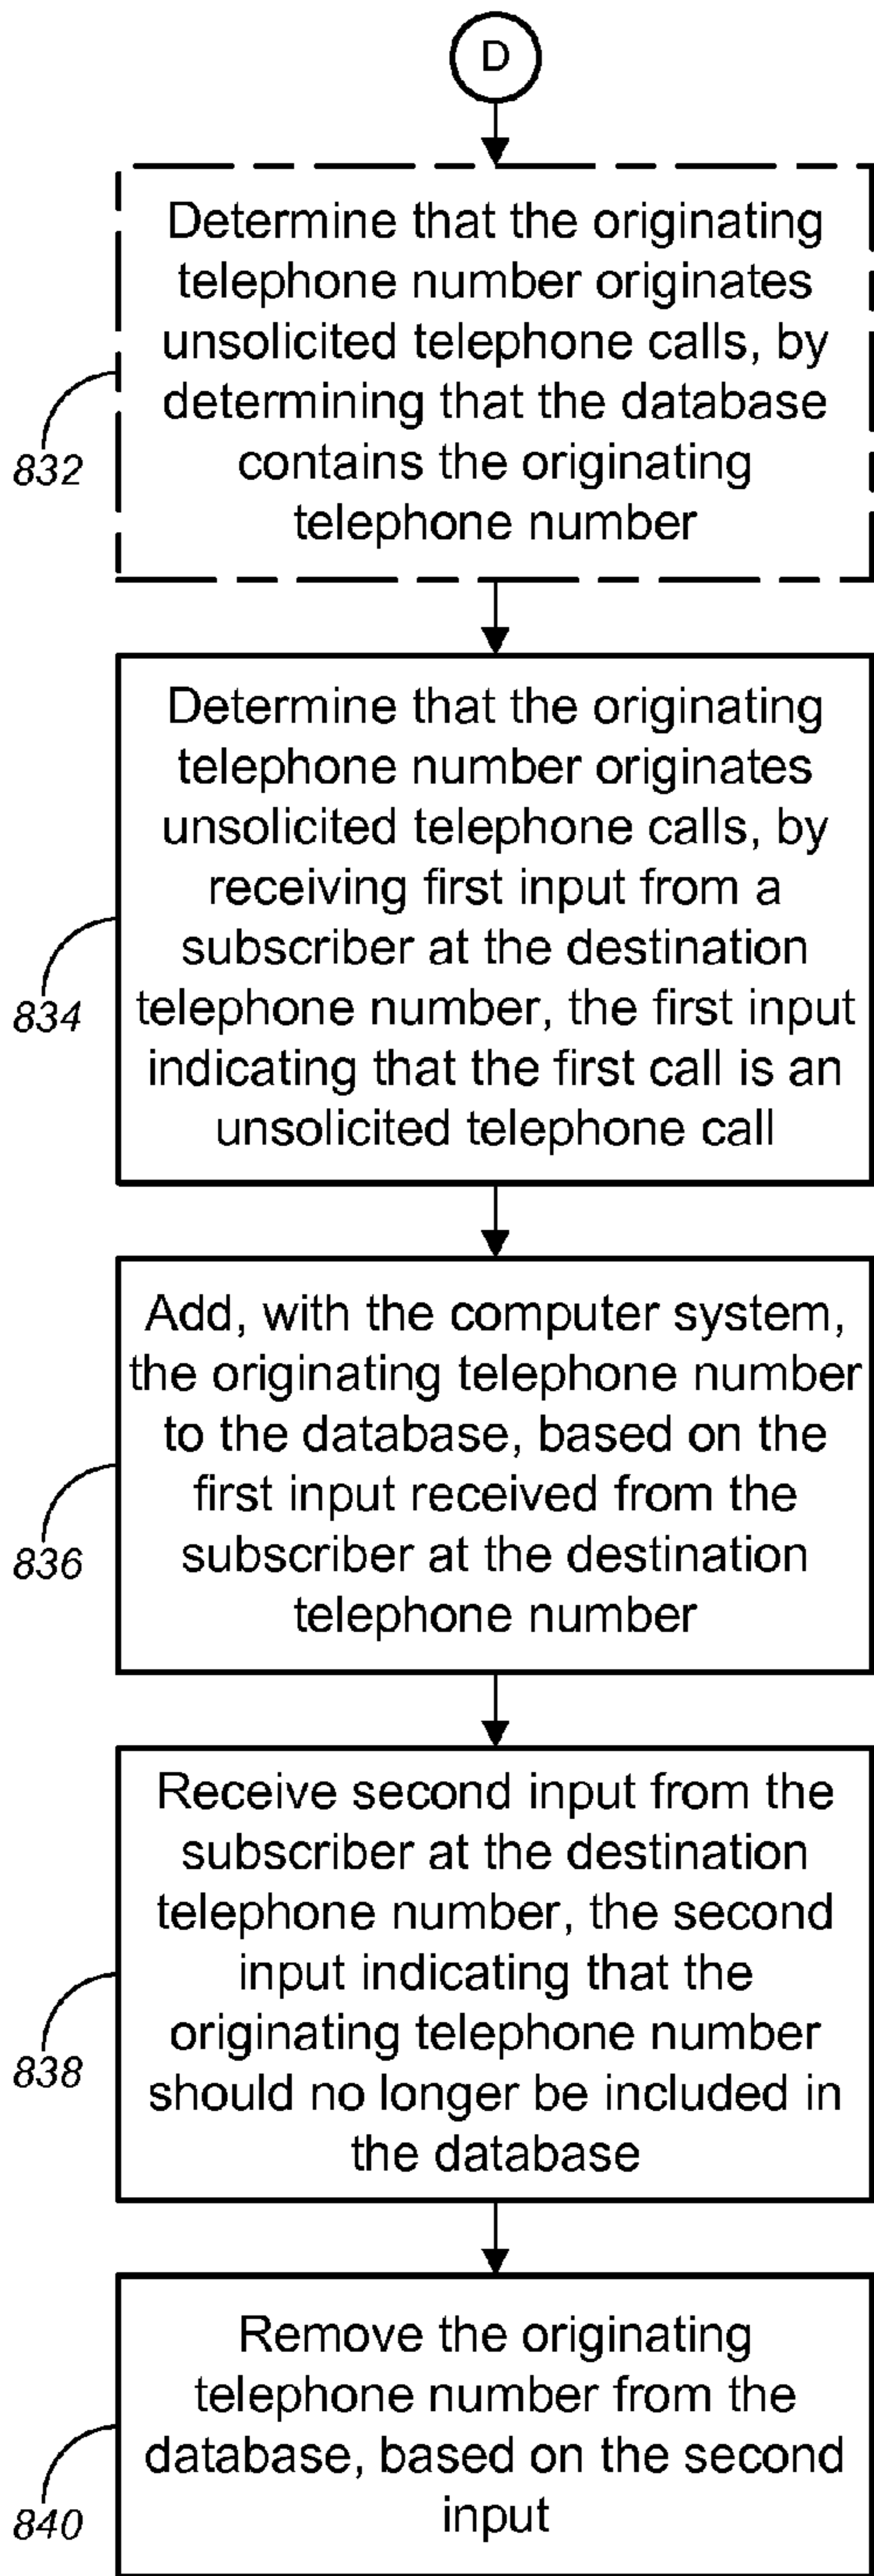 D
Determine that the originating
telephone number originates
unsolicited telephone calls, by
determining that the database
contains the originating
telephone number
832
Determine that the originating
telephone number originates
unsolicited telephone calls, by
receiving first input from a
subscriber at the destination
telephone number, the first input
indicating that the first call is an
unsolicited telephone call
834
Add, with the computer system,
the originating telephone number
to the database, based on the
first input received from the
subscriber at the destination
telephone number
836
Receive second input from the
subscriber at the destination
telephone number, the second
input indicating that the
originating telephone number
should no longer be included in
the database
838
Remove the originating
telephone number from the
database, based on the second
input
840